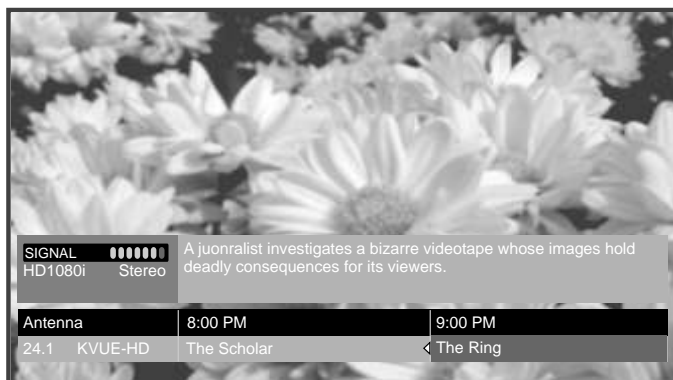 SIGNAL
HD1080i Stereo
A juonralist investigates a bizarre videotape whose images hold
deadly consequences for its viewers.
Antenna 8:00 PM 9:00 PM
24.1 KVUE-HD The Scholar The Ring